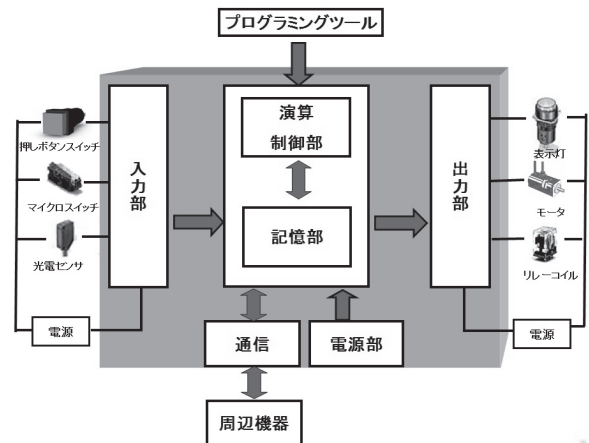 プログラミングツール
押しボタンスイッチ
マイクロスイッチ
光電センサ
電源
入力部
演算
制御部
記憶部
出力部
表示灯
モータ
リレーコイル
電源
通信
電源部
周辺機器